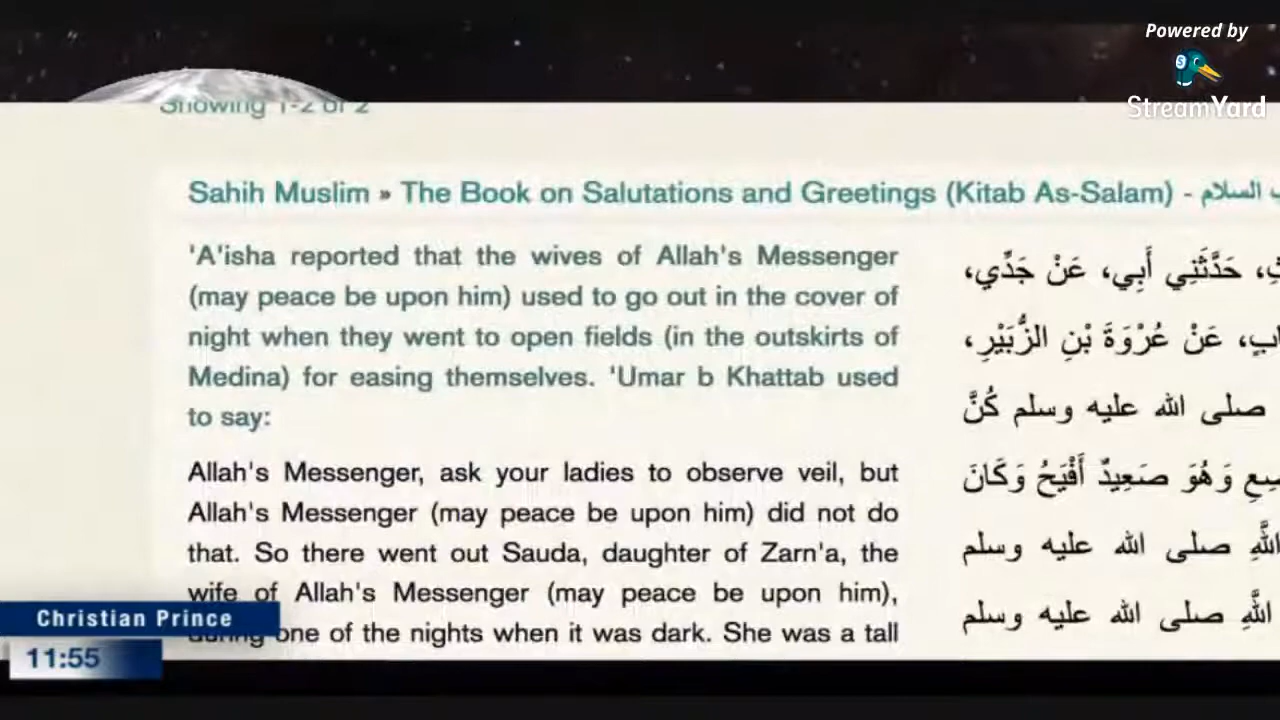 Powered by
StreamYard
Showing 1-2 of 2
Sahih Muslim » The Book on Salutations and Greetings (Kitab As-Salam) - السلام
'A'isha reported that the wives of Allah's Messenger
(may peace be upon him) used to go out in the cover of
night when they went to open fields (in the outskirts of
Medina) for easing themselves. 'Umar b Khattab used
to say:
Allah's Messenger, ask your ladies to observe veil, but
Allah's Messenger (may peace be upon him) did not do
that. So there went out Sauda, daughter of Zarn'a, the
wife of Allah's Messenger (may peace be upon him),
during one of the nights when it was dark. She was a tall
حَدَّثَنِي أَبِي، عَنْ جَدِّي،
عَنْ عُرْوَةَ بْنِ الزُّبَيْرِ،
صلى الله عليه وسلم كُنَّ
وَهُوَ صَعِيدٌ أَفْيَحُ وَكَانَ
اللَّهِ صلى الله عليه وسلم
اللَّهِ صلى الله عليه وسلم
Christian Prince
11:55